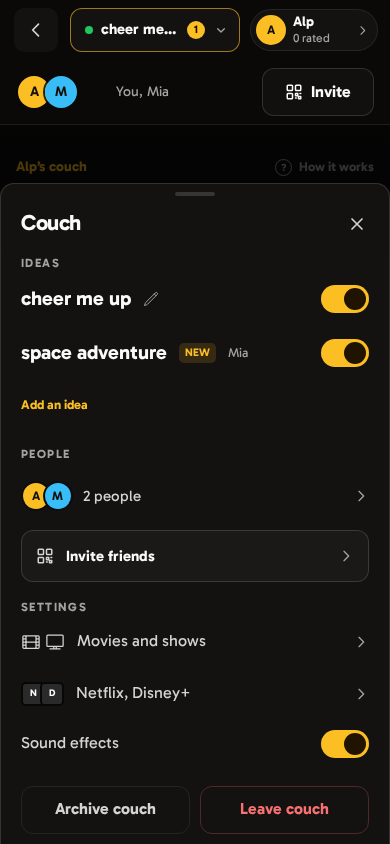 cheer me... 1
Alp
0 rated
A M You, Mia Invite
Alp's couch ? How it works
Couch
IDEAS
cheer me up
space adventure NEW Mia
Add an idea
PEOPLE
A M 2 people
Invite friends
SETTINGS
Movies and shows
N D Netflix, Disney+
Sound effects
Archive couch Leave couch
A